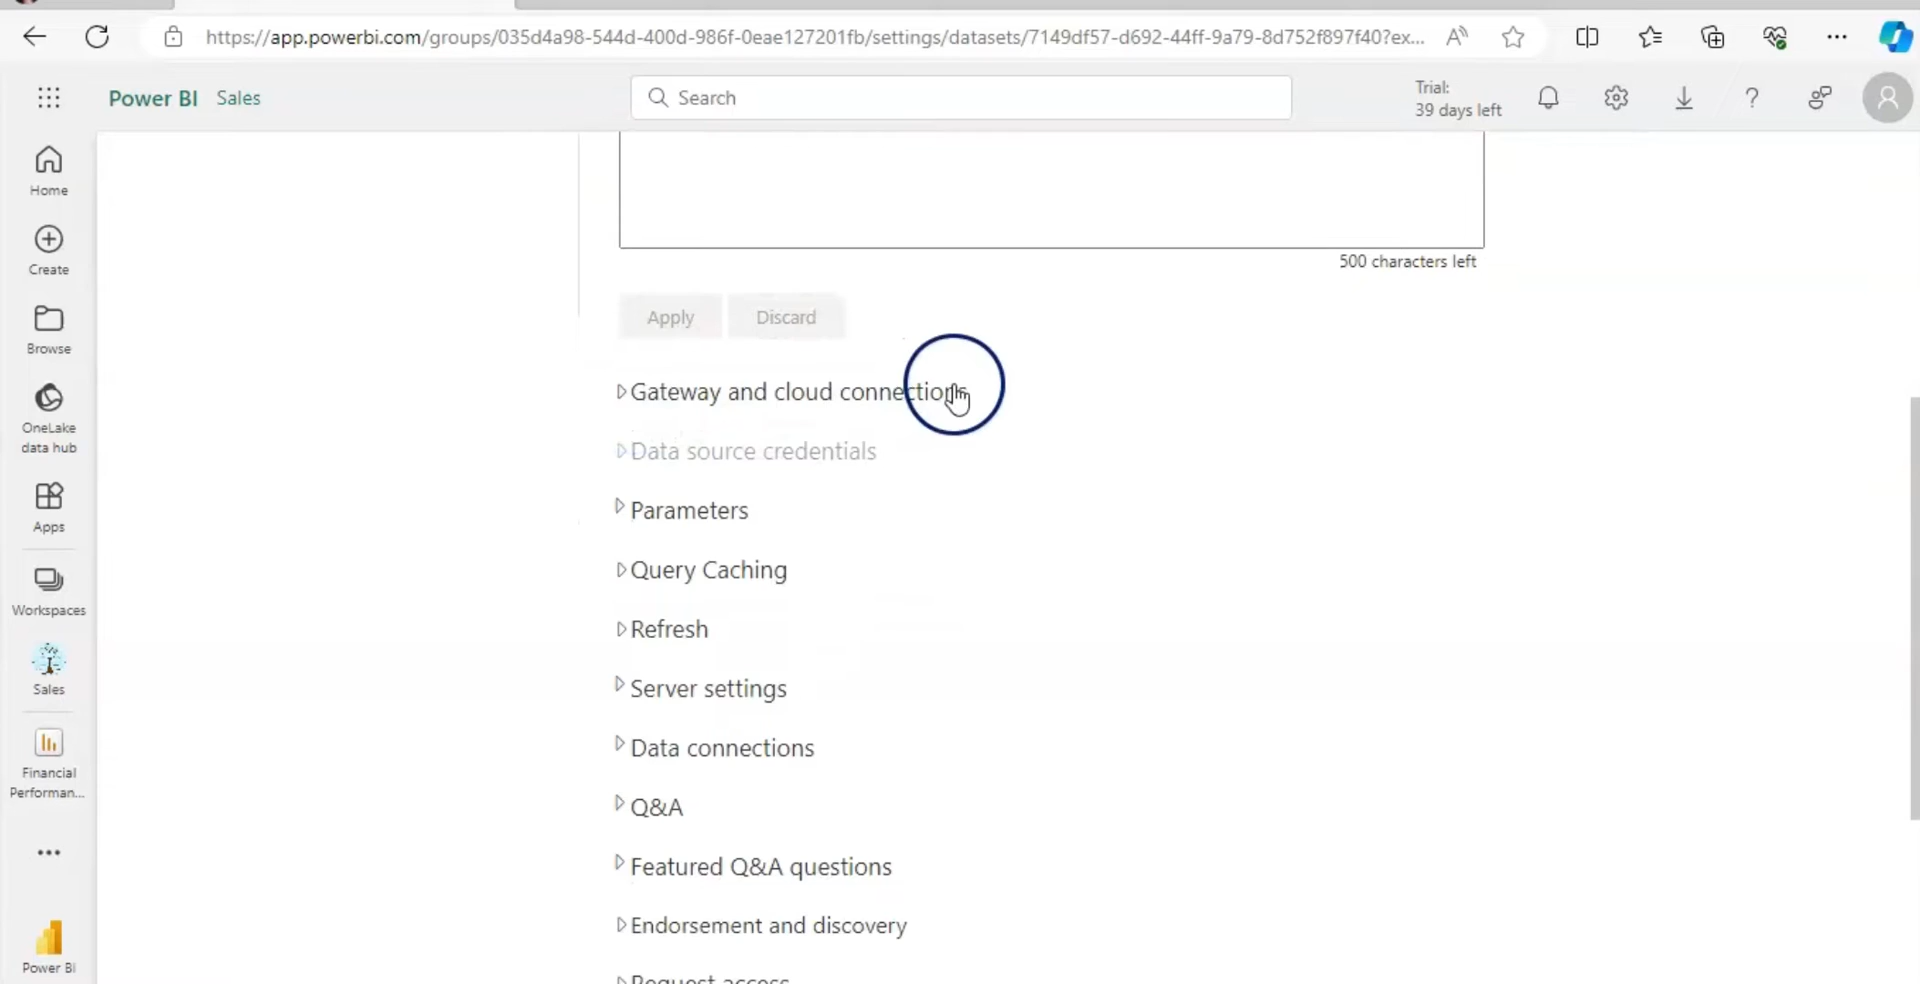 https://app.powerbi.com/groups/035d4a98-544d-400d-986f-0eae127201fb/settings/datasets/7149df57-d692-44ff-9a79-8d752f897f40?ex...
Power BI Sales
Search
Trial:
39 days left
Home
Create
Browse
OneLake
data hub
Apps
Workspaces
Sales
Financial
Performan...
Power BI
500 characters left
Apply
Discard
Gateway and cloud connections
Data source credentials
Parameters
Query Caching
Refresh
Server settings
Data connections
Q&A
Featured Q&A questions
Endorsement and discovery
Request access